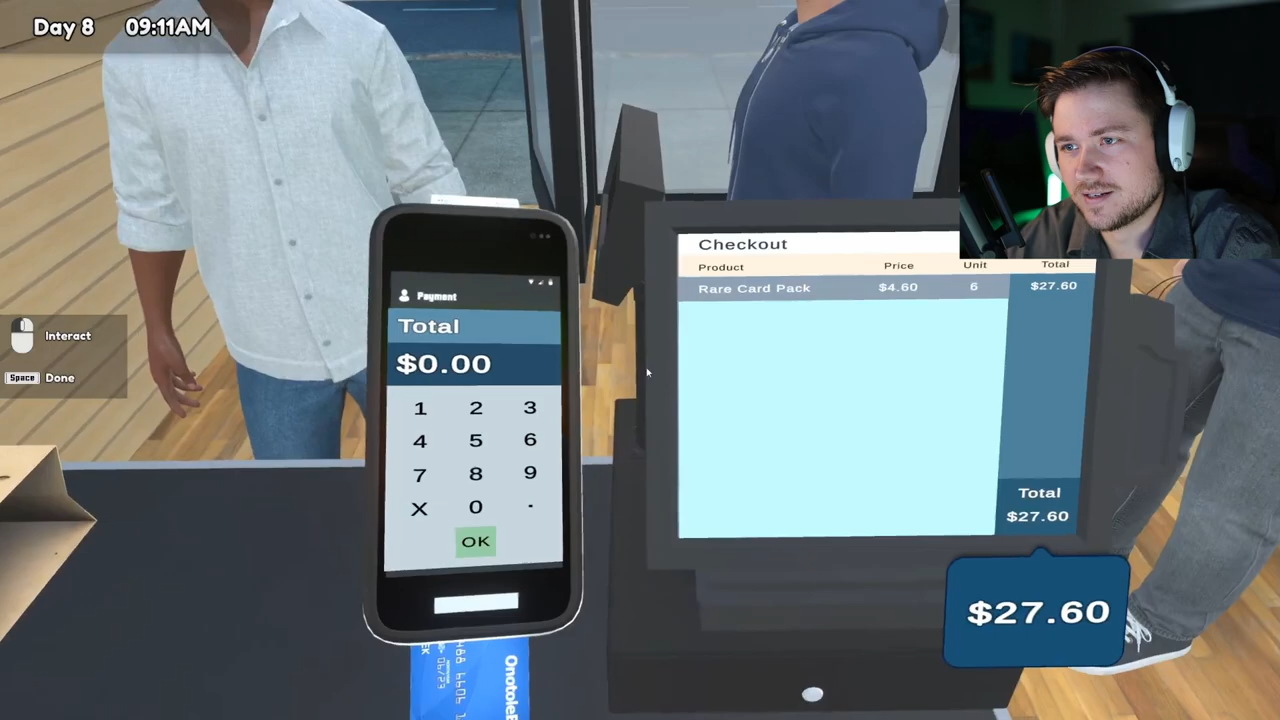 Day 8 09:11AM
Interact
Space Done
Payment
Total
$0.00
1 2 3
4 5 6
7 8 9
X 0 .
OK
Checkout
Product Price Unit Total
Rare Card Pack $4.60 6 $27.60
Total
$27.60
$27.60
06/23